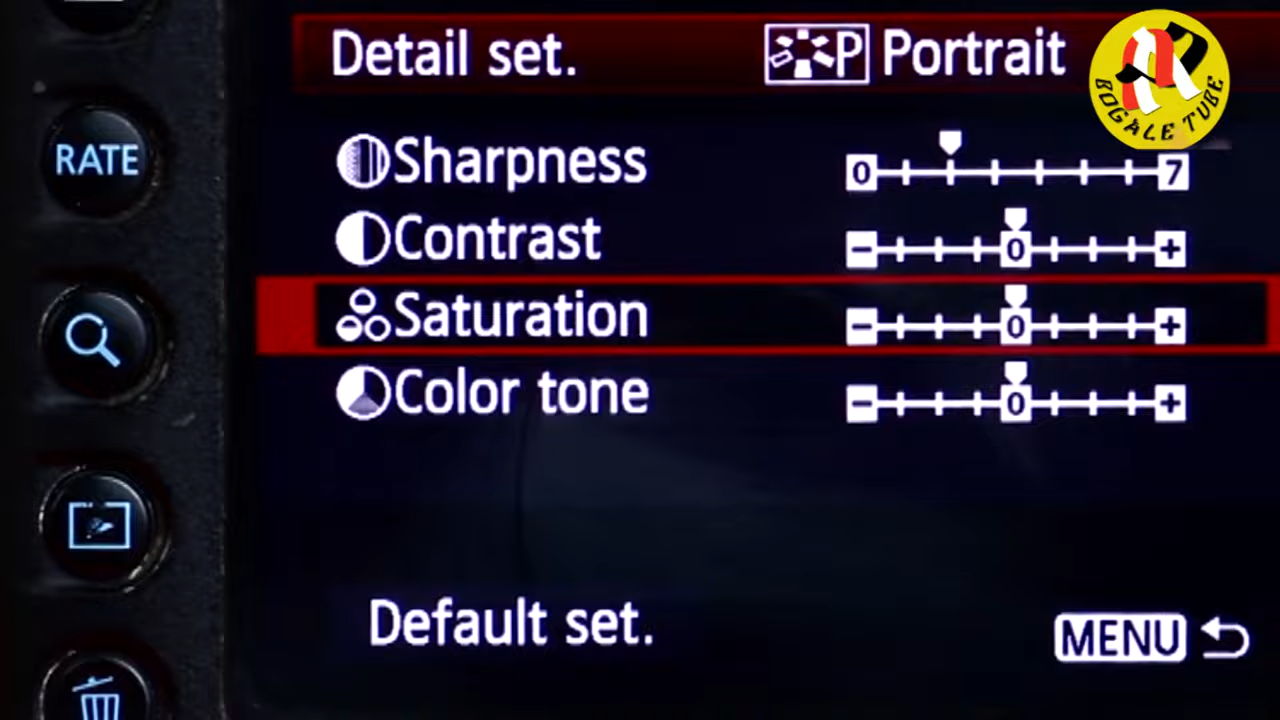 Detail set. P Portrait
BOGALE TUBE
RATE
Sharpness 0 7
Contrast - 0 +
Saturation - 0 +
Color tone - 0 +
Default set. MENU